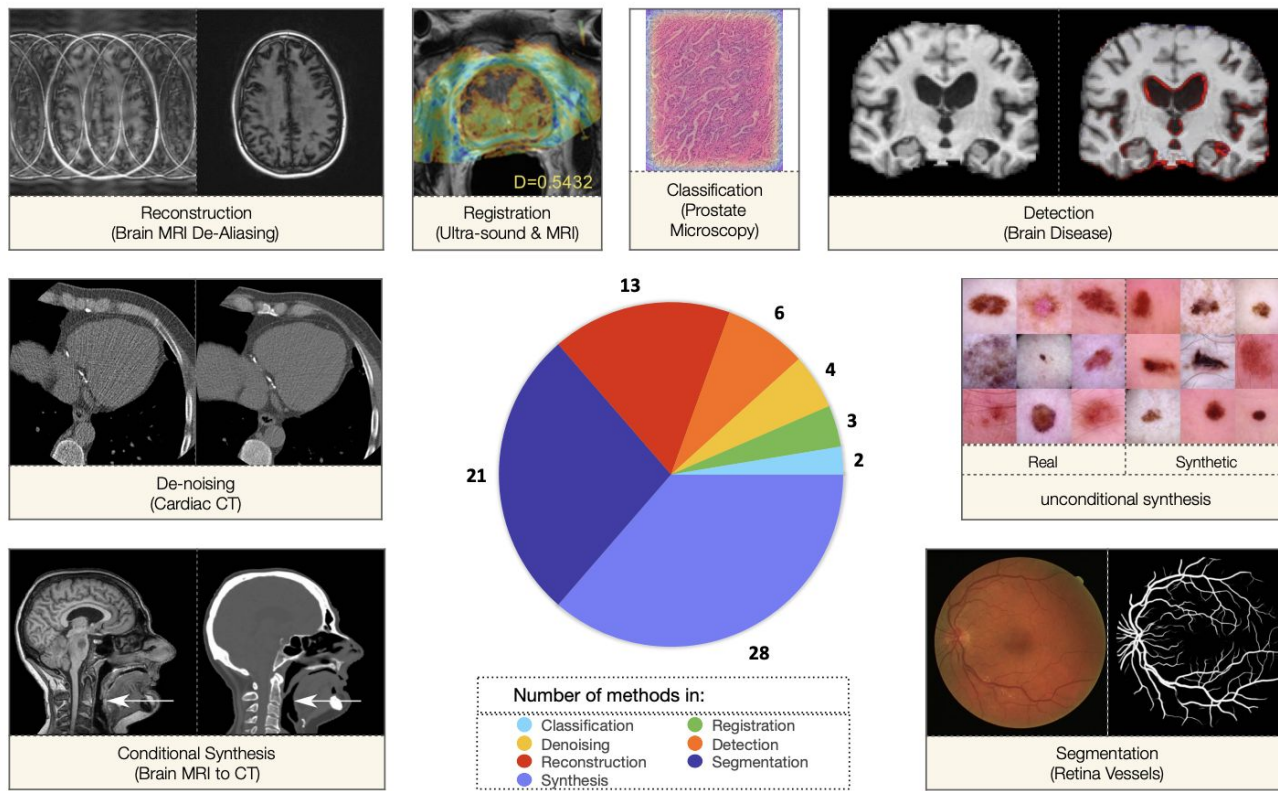 D=0.5432
Reconstruction
(Brain MRI De-Aliasing)
Registration
(Ultra-sound & MRI)
Classification
(Prostate
Microscopy)
Detection
(Brain Disease)
De-noising
(Cardiac CT)
13
6
4
3
2
21
28
Real
Synthetic
unconditional synthesis
Conditional Synthesis
(Brain MRI to CT)
Number of methods in:
Classification
Registration
Denoising
Detection
Reconstruction
Segmentation
Synthesis
Segmentation
(Retina Vessels)